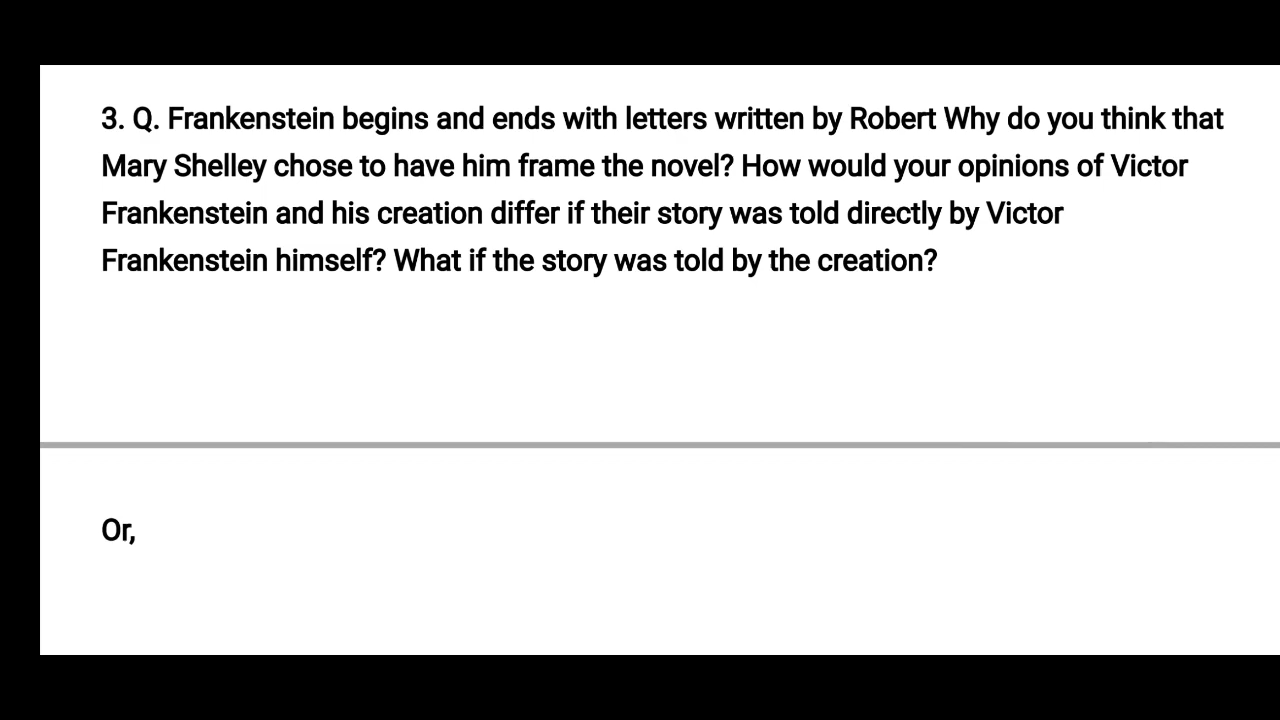 3. Q. Frankenstein begins and ends with letters written by Robert Why do you think that
Mary Shelley chose to have him frame the novel? How would your opinions of Victor
Frankenstein and his creation differ if their story was told directly by Victor
Frankenstein himself? What if the story was told by the creation?
Or,